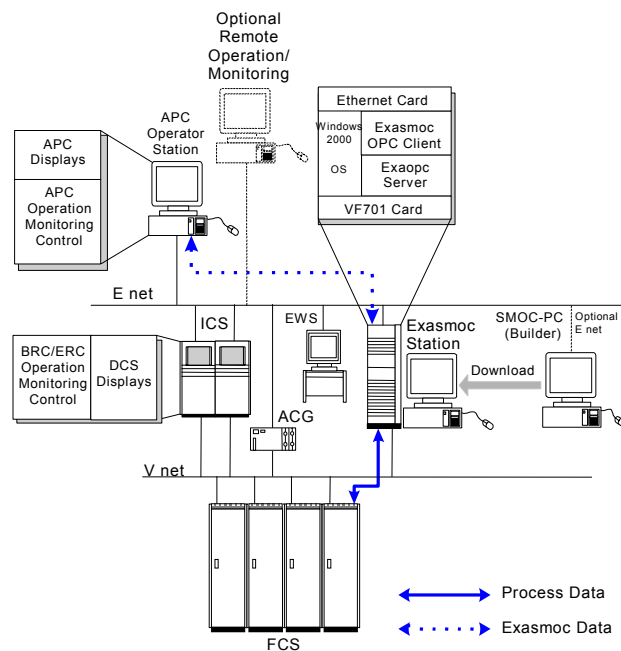 Optional
Remote
Operation/
Monitoring
APC
Operator
Station
APC
Displays
APC
Operation
Monitoring
Control
Ethernet Card
Windows
2000
OS
Exasmoc
OPC Client
Exaopc
Server
VF701 Card
E net
ICS
EWS
Exasmoc
Station
SMOC-PC
(Builder)
Optional
E net
Download
BRC/ERC
Operation
Monitoring
Control
DCS
Displays
ACG
V net
FCS
Process Data
Exasmoc Data